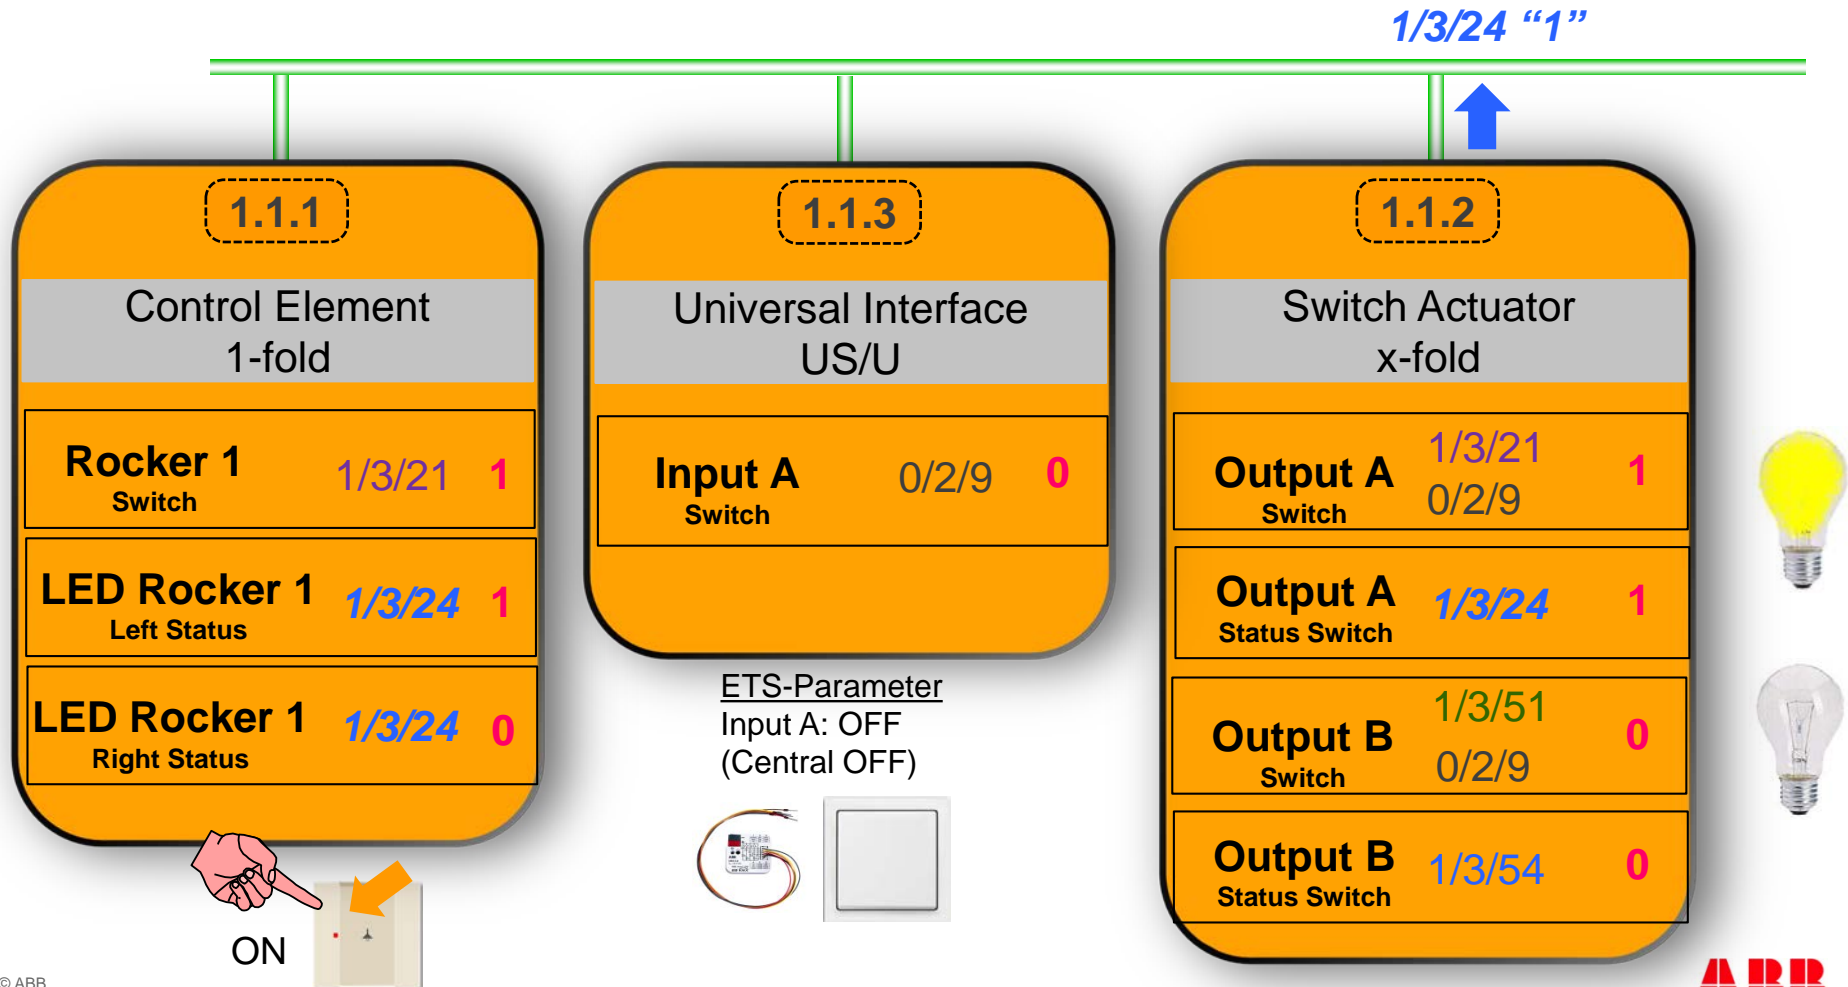 1/3/24 “1”
1.1.1
Control Element
1-fold
Rocker 1
Switch
1/3/21
1
LED Rocker 1
Left Status
1/3/24
1
LED Rocker 1
Right Status
1/3/24
0
ON
1.1.3
Universal Interface
US/U
Input A
Switch
0/2/9
0
ETS-Parameter
Input A: OFF
(Central OFF)
1.1.2
Switch Actuator
x-fold
Output A
Switch
1/3/21
0/2/9
1
Output A
Status Switch
1/3/24
1
Output B
Switch
1/3/51
0/2/9
0
Output B
Status Switch
1/3/54
0
© ABB
ABB